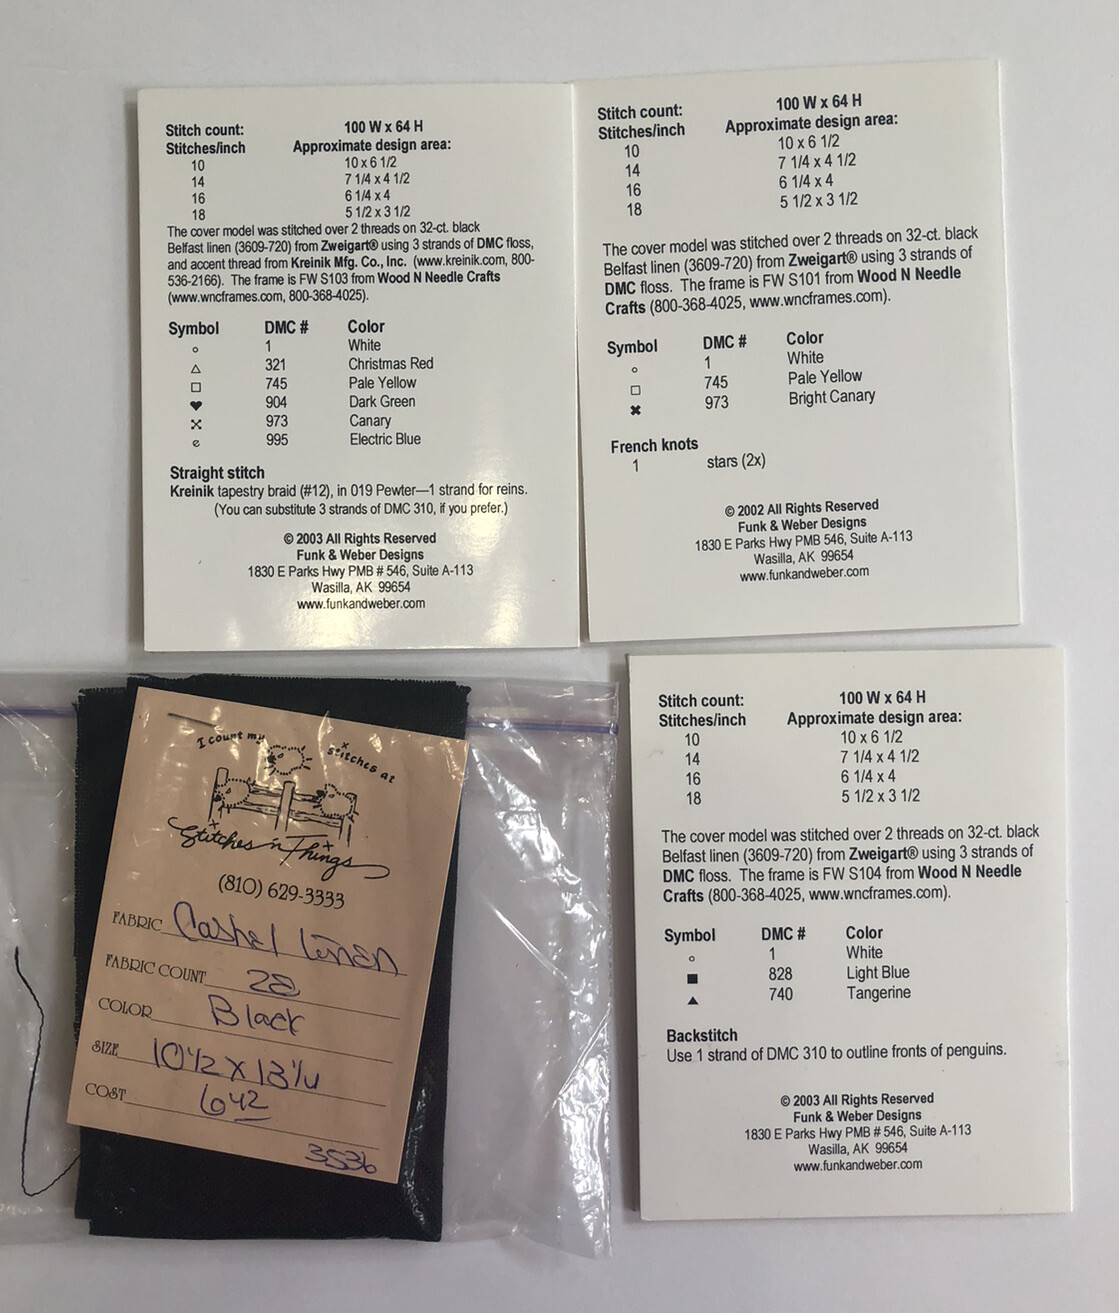 Stitch count: 100 W x 64 H
Stitches/inch Approximate design area:
10 10 x 6 1/2
14 7 1/4 x 4 1/2
16 6 1/4 x 4
18 5 1/2 x 3 1/2
The cover model was stitched over 2 threads on 32-ct. black
Belfast linen (3609-720) from Zweigart® using 3 strands of DMC floss,
and accent thread from Kreinik Mfg. Co., Inc. (www.kreinik.com, 800-
536-2166). The frame is FW S103 from Wood N Needle Crafts
(www.wncframes.com, 800-368-4025).
Symbol DMC # Color
○ 1 White
△ 321 Christmas Red
□ 745 Pale Yellow
♥ 904 Dark Green
⁙ 973 Canary
e 995 Electric Blue
Straight stitch
Kreinik tapestry braid (#12), in 019 Pewter—1 strand for reins.
(You can substitute 3 strands of DMC 310, if you prefer.)
© 2003 All Rights Reserved
Funk & Weber Designs
1830 E Parks Hwy PMB # 546, Suite A-113
Wasilla, AK 99654
www.funkandweber.com
Stitch count: 100 W x 64 H
Stitches/inch Approximate design area:
10 10 x 6 1/2
14 7 1/4 x 4 1/2
16 6 1/4 x 4
18 5 1/2 x 3 1/2
The cover model was stitched over 2 threads on 32-ct. black
Belfast linen (3609-720) from Zweigart® using 3 strands of
DMC floss. The frame is FW S101 from Wood N Needle
Crafts (800-368-4025, www.wncframes.com).
Symbol DMC # Color
○ 1 White
□ 745 Pale Yellow
✖ 973 Bright Canary
French knots
1 stars (2x)
© 2002 All Rights Reserved
Funk & Weber Designs
1830 E Parks Hwy PMB 546, Suite A-113
Wasilla, AK 99654
www.funkandweber.com
I count my stitches at
Stitches 'n Things
(810) 629-3333
FABRIC Cashel linen
FABRIC COUNT 28
COLOR Black
SIZE 10 1/2 x 13 1/4
COST 6 42
3536
Stitch count: 100 W x 64 H
Stitches/inch Approximate design area:
10 10 x 6 1/2
14 7 1/4 x 4 1/2
16 6 1/4 x 4
18 5 1/2 x 3 1/2
The cover model was stitched over 2 threads on 32-ct. black
Belfast linen (3609-720) from Zweigart® using 3 strands of
DMC floss. The frame is FW S104 from Wood N Needle
Crafts (800-368-4025, www.wncframes.com).
Symbol DMC # Color
○ 1 White
■ 828 Light Blue
▲ 740 Tangerine
Backstitch
Use 1 strand of DMC 310 to outline fronts of penguins.
© 2003 All Rights Reserved
Funk & Weber Designs
1830 E Parks Hwy PMB # 546, Suite A-113
Wasilla, AK 99654
www.funkandweber.com